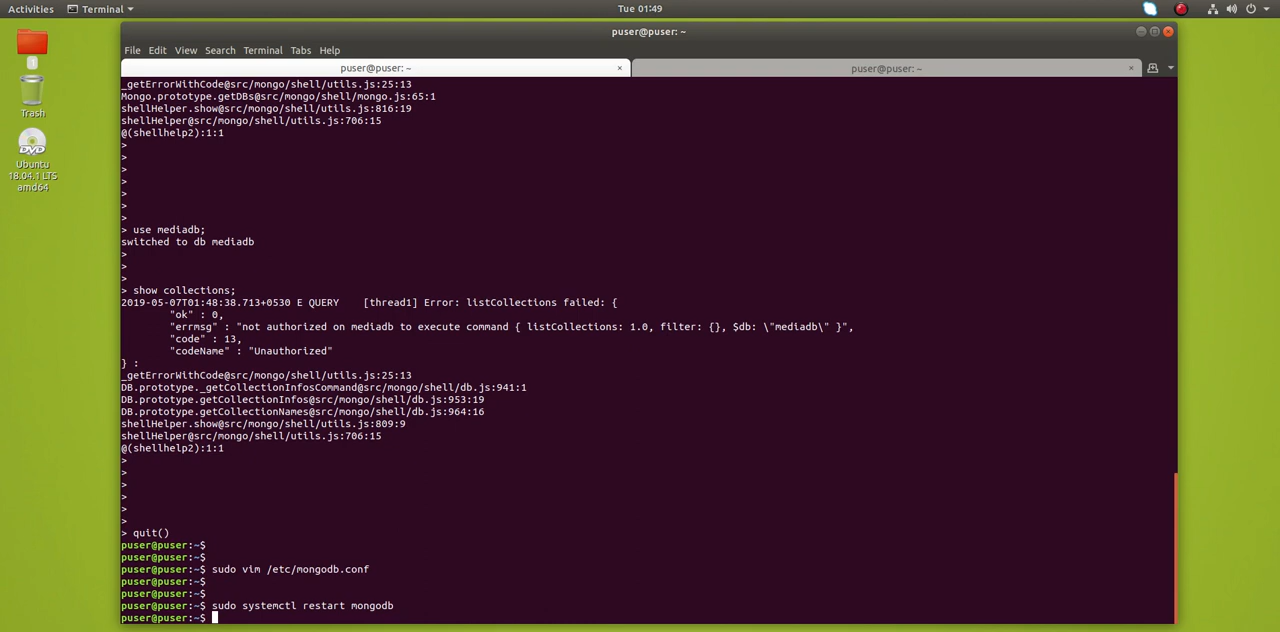 Activities
Terminal
Tue 01:49
puser@puser: ~
File Edit View Search Terminal Tabs Help
puser@puser: ~
puser@puser: ~
1
Trash
DVD
Ubuntu
18.04.1 LTS
amd64
_getErrorWithCode@src/mongo/shell/utils.js:25:13
Mongo.prototype.getDBs@src/mongo/shell/mongo.js:65:1
shellHelper.show@src/mongo/shell/utils.js:816:19
shellHelper@src/mongo/shell/utils.js:706:15
@(shellhelp2):1:1
>
>
>
>
>
>
>
> use mediadb;
switched to db mediadb
>
>
>
> show collections;
2019-05-07T01:48:38.713+0530 E QUERY    [thread1] Error: listCollections failed: {
        "ok" : 0,
        "errmsg" : "not authorized on mediadb to execute command { listCollections: 1.0, filter: {}, $db: \"mediadb\" }",
        "code" : 13,
        "codeName" : "Unauthorized"
} :
_getErrorWithCode@src/mongo/shell/utils.js:25:13
DB.prototype._getCollectionInfosCommand@src/mongo/shell/db.js:941:1
DB.prototype.getCollectionInfos@src/mongo/shell/db.js:953:19
DB.prototype.getCollectionNames@src/mongo/shell/db.js:964:16
shellHelper.show@src/mongo/shell/utils.js:809:9
shellHelper@src/mongo/shell/utils.js:706:15
@(shellhelp2):1:1
>
>
>
>
>
>
> quit()
puser@puser:~$
puser@puser:~$
puser@puser:~$ sudo vim /etc/mongodb.conf
puser@puser:~$
puser@puser:~$
puser@puser:~$ sudo systemctl restart mongodb
puser@puser:~$